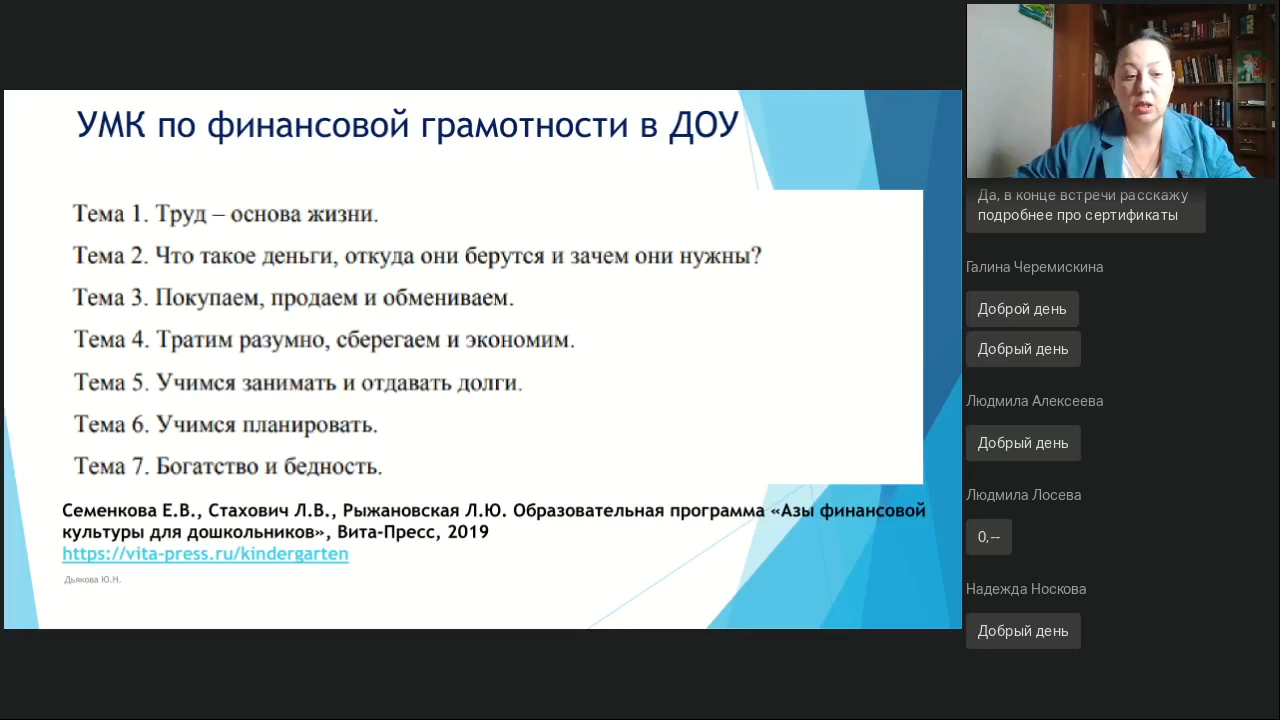 УМК по финансовой грамотности в ДОУ
Тема 1. Труд – основа жизни.
Тема 2. Что такое деньги, откуда они берутся и зачем они нужны?
Тема 3. Покупаем, продаем и обмениваем.
Тема 4. Тратим разумно, сберегаем и экономим.
Тема 5. Учимся занимать и отдавать долги.
Тема 6. Учимся планировать.
Тема 7. Богатство и бедность.
Семенкова Е.В., Стахович Л.В., Рыжановская Л.Ю. Образовательная программа «Азы финансовой
культуры для дошкольников», Вита-Пресс, 2019
https://vita-press.ru/kindergarten
Дьякова Ю.Н.
Да, в конце встречи расскажу
подробнее про сертификаты
Галина Черемискина
Доброй день
Добрый день
Людмила Алексеева
Добрый день
Людмила Лосева
0,--
Надежда Носкова
Добрый день